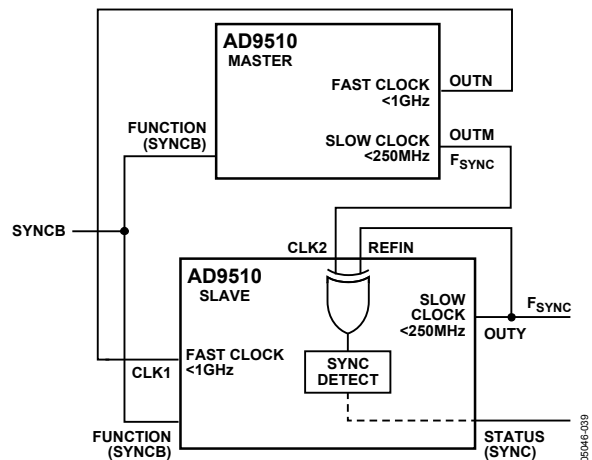 AD9510
MASTER
FAST CLOCK
<1GHz
OUTN
SLOW CLOCK
<250MHz
OUTM
FSYNC
FUNCTION
(SYNCB)
SYNCB
CLK2
REFIN
AD9510
SLAVE
SLOW
CLOCK
<250MHz
FSYNC
OUTY
FAST CLOCK
<1GHz
CLK1
SYNC
DETECT
FUNCTION
(SYNCB)
STATUS
(SYNC)
05046-039